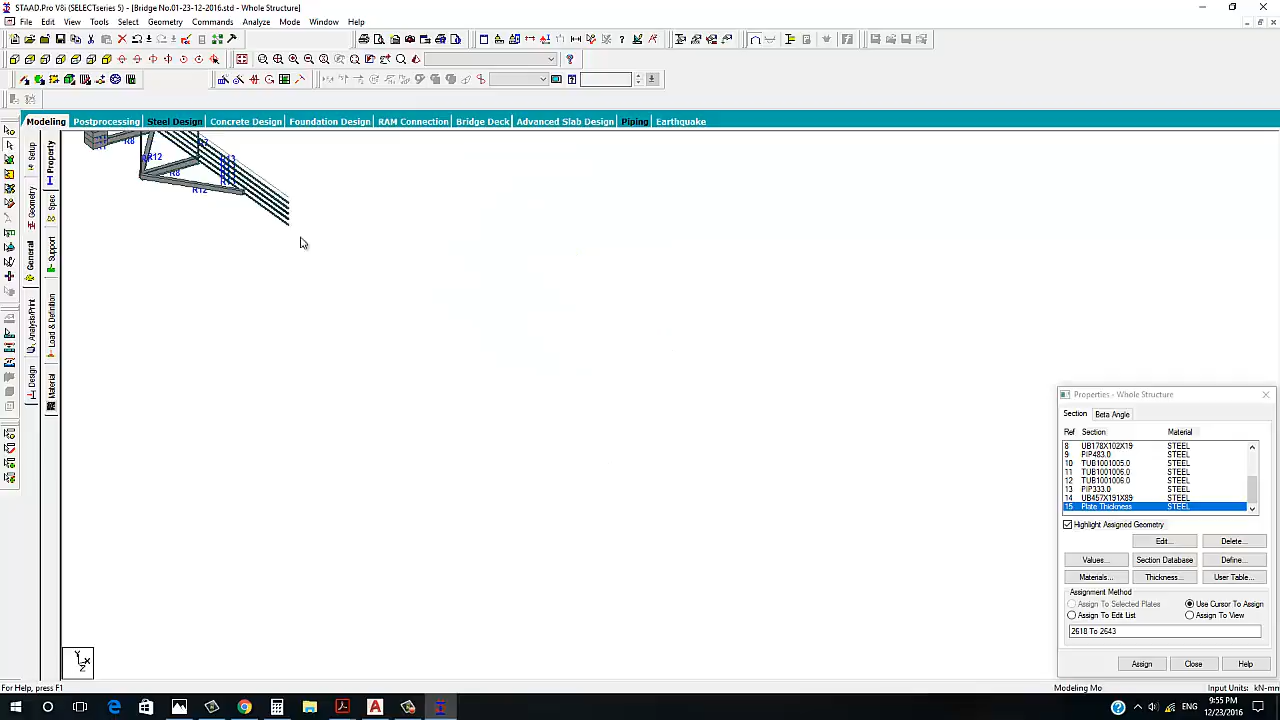 STAAD.Pro V8i (SELECTseries 5) - [Bridge No.01-23-12-2016.std - Whole Structure]
File Edit View Tools Select Geometry Commands Analyze Mode Window Help
Modeling Postprocessing Steel Design Concrete Design Foundation Design RAM Connection Bridge Deck Advanced Slab Design Piping Earthquake
Setup
Geometry
General
Analysis/Print
Design
Property
Spec
Support
Load & Definition
Material
R8
R12
R8
R12
R13
Properties - Whole Structure
Section Beta Angle
Ref Section Material
8 UB178X102X19 STEEL
9 PIP483.0 STEEL
10 TUB1001005.0 STEEL
11 TUB1001006.0 STEEL
12 TUB1001006.0 STEEL
13 PIP333.0 STEEL
14 UB457X191X89 STEEL
15 Plate Thickness STEEL
Highlight Assigned Geometry
Edit... Delete...
Values... Section Database Define...
Materials... Thickness... User Table...
Assignment Method
Assign To Selected Plates Use Cursor To Assign
Assign To Edit List Assign To View
2618 To 2643
Assign Close Help
Y
X
Z
For Help, press F1 Modeling Mo Input Units: kN-m
ENG 9:55 PM
12/23/2016